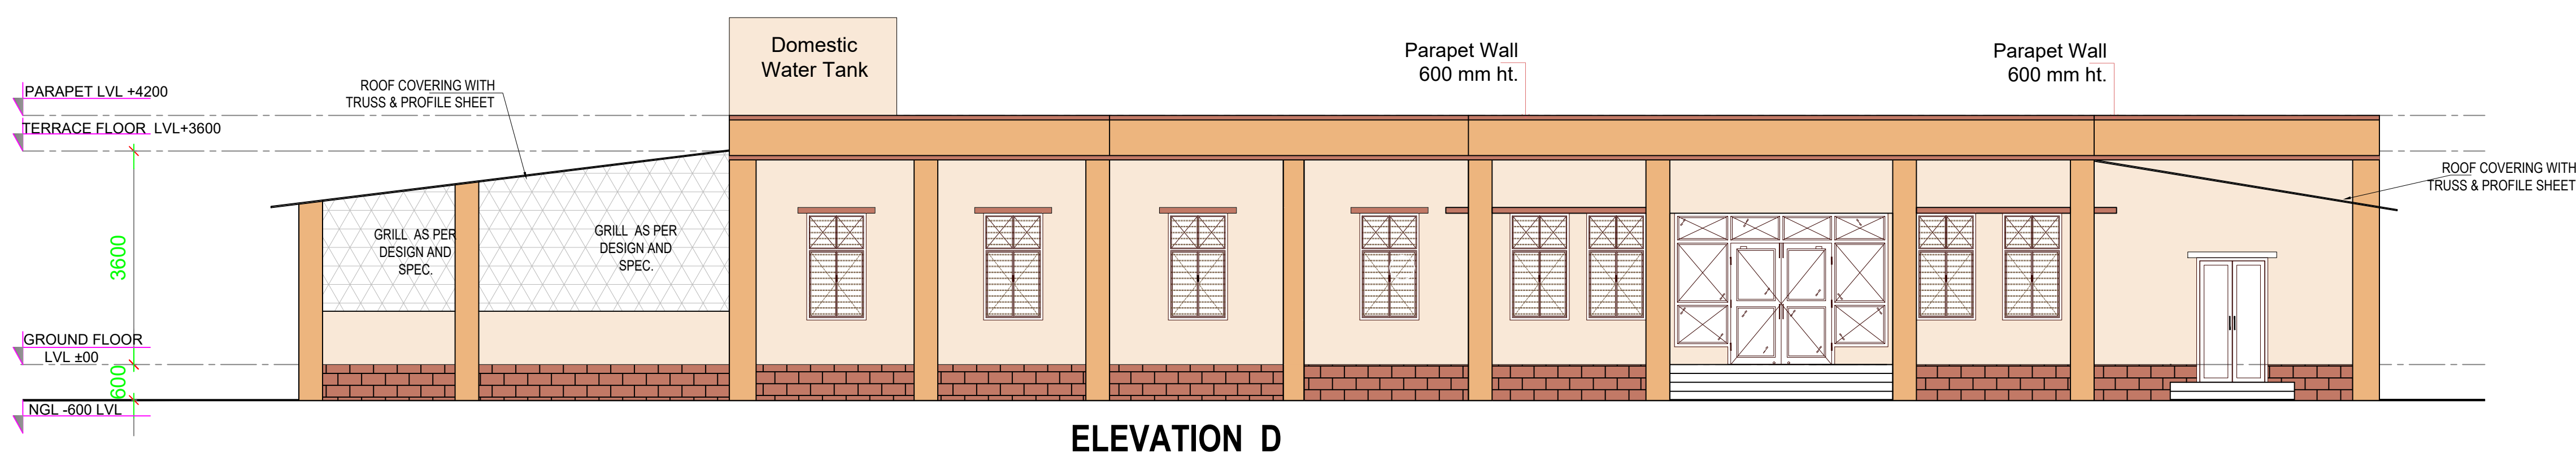 Domestic
Water Tank
Parapet Wall
600 mm ht.
Parapet Wall
600 mm ht.
ROOF COVERING WITH
TRUSS & PROFILE SHEET
PARAPET LVL +4200
TERRACE FLOOR LVL+3600
ROOF COVERING WITH
TRUSS & PROFILE SHEET
GRILL AS PER
DESIGN AND
SPEC.
GRILL AS PER
DESIGN AND
SPEC.
3600
GROUND FLOOR
LVL ±00
600
NGL -600 LVL
ELEVATION D